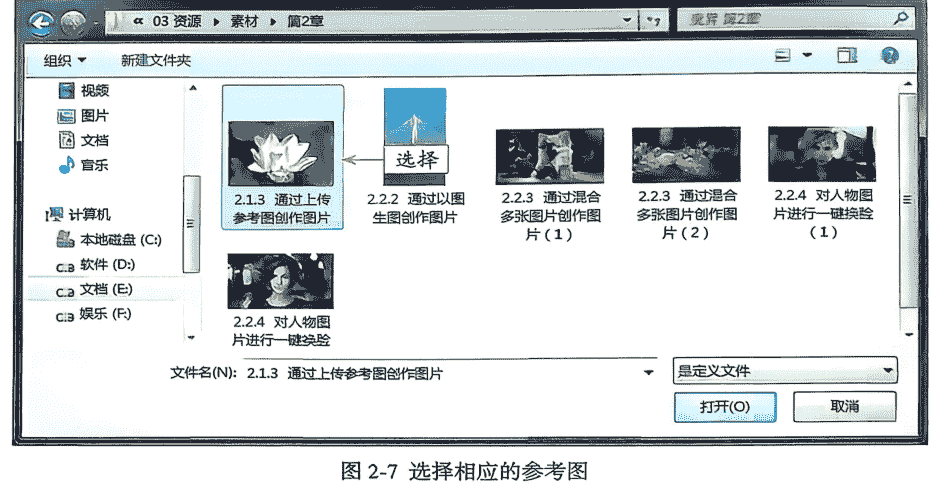 « 03 资源 ▸ 素材 ▸ 第2章
搜索 第2章
组织 ▼ 新建文件夹
视频
图片
文档
音乐
计算机
本地磁盘 (C:)
软件 (D:)
文档 (E:)
娱乐 (F:)
选择
2.1.3 通过上传
参考图创作图片
2.2.2 通过以图
生图创作图片
2.2.3 通过混合
多张图片创作图
片（1）
2.2.3 通过混合
多张图片创作图
片（2）
2.2.4 对人物图
片进行一键换脸
（1）
2.2.4 对人物图
片进行一键换脸
文件名(N): 2.1.3 通过上传参考图创作图片
自定义文件
打开(O) 取消
图 2-7 选择相应的参考图